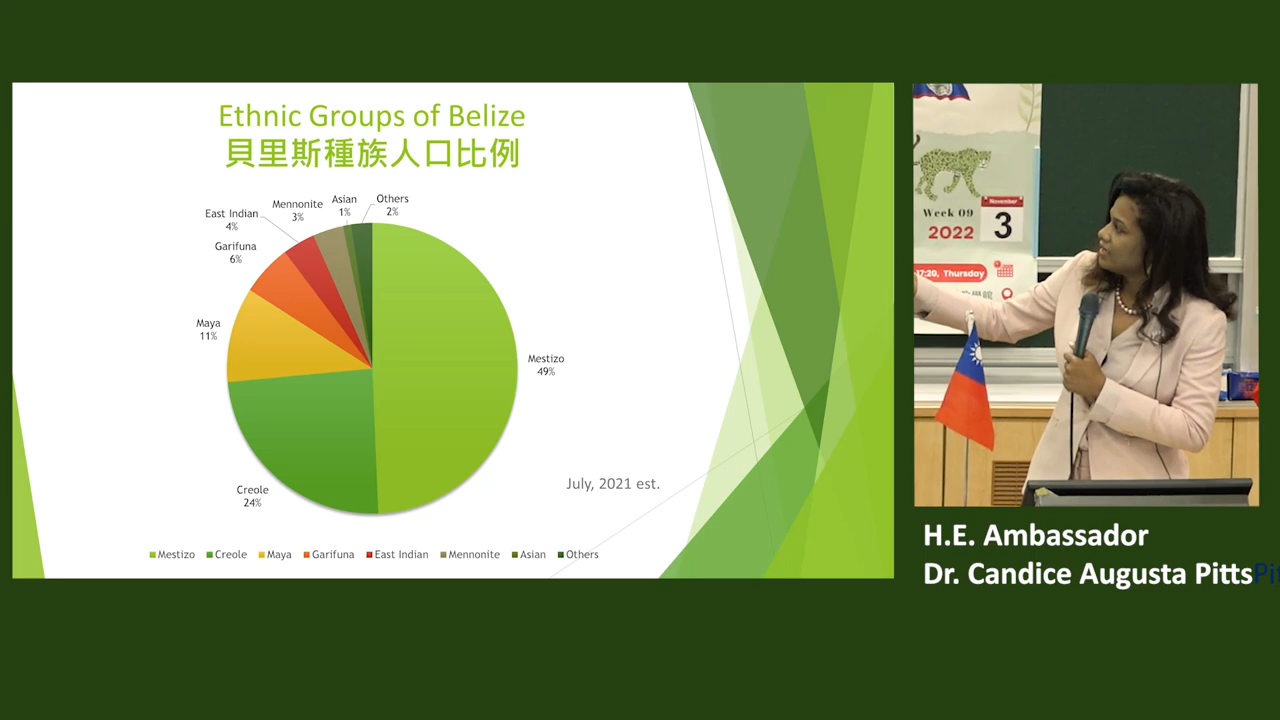 Ethnic Groups of Belize
貝里斯種族人口比例
Others
2%
Asian
1%
Mennonite
3%
East Indian
4%
Garifuna
6%
Maya
11%
Mestizo
49%
Creole
24%
July, 2021 est.
Mestizo Creole Maya Garifuna East Indian Mennonite Asian Others
Week 09
2022
November
3
17:20, Thursday
H.E. Ambassador
Dr. Candice Augusta Pitts